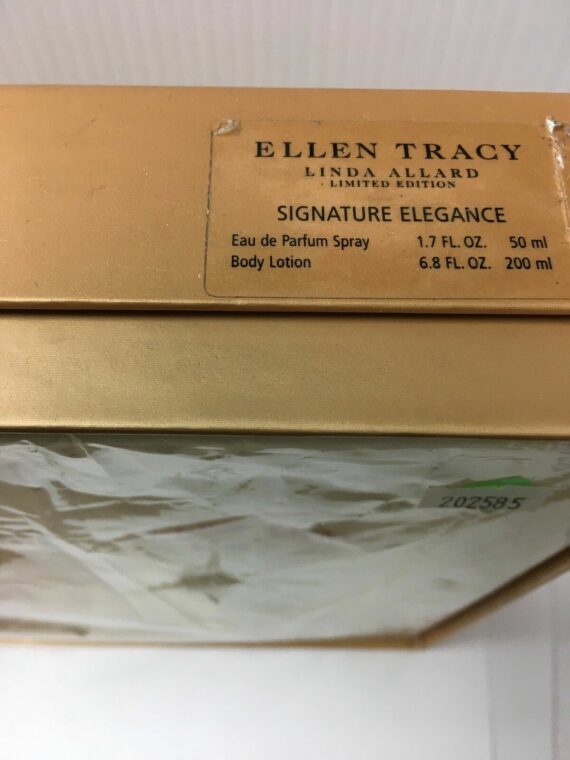 ELLEN TRACY
LINDA ALLARD
LIMITED EDITION
SIGNATURE ELEGANCE
Eau de Parfum Spray 1.7 FL. OZ. 50 ml
Body Lotion 6.8 FL. OZ. 200 ml
202585